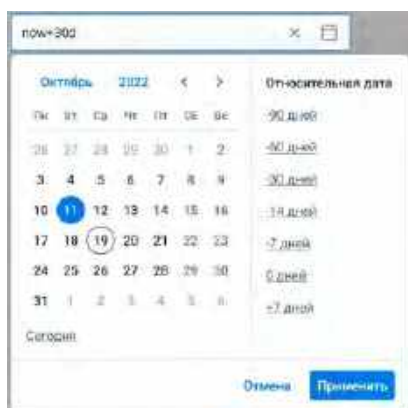 now+30d
Октябрь 2022 < >
Пн Вт Ср Чт Пт Сб Вс
26 27 28 29 30 1 2
3 4 5 6 7 8 9
10 11 12 13 14 15 16
17 18 19 20 21 22 23
24 25 26 27 28 29 30
31 1 2 3 4 5 6
Сегодня
Относительная дата
-90 дней
-60 дней
-30 дней
-14 дней
-7 дней
0 дней
+7 дней
Отмена Применить